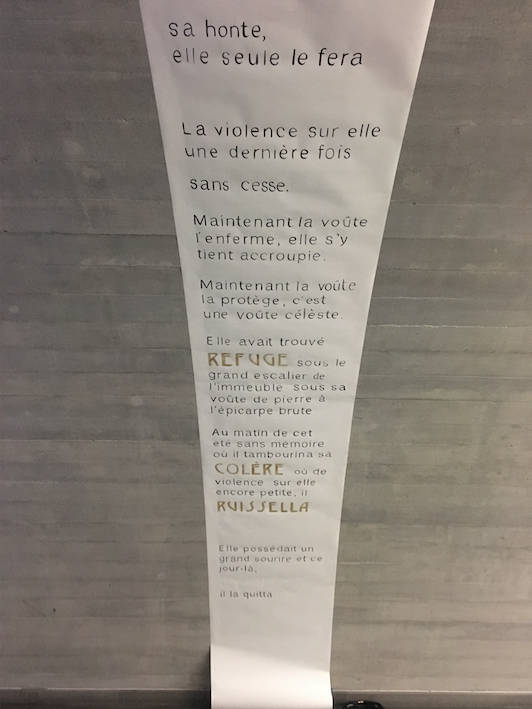 sa honte,
elle seule le fera
La violence sur elle
une dernière fois
sans cesse.
Maintenant la voûte
l'enferme, elle s'y
tient accroupie.
Maintenant la voûte
la protège, c'est
une voûte célèste.
Elle avait trouvé
REFUGE sous le
grand escalier de
l'immeuble sous sa
voûte de pierre à
l'épicarpe brute
Au matin de cet
été sans mémoire
où il tambourina sa
COLÈRE où de
violence sur elle
encore petite, il
RUISSELLA
Elle possédait un
grand sourire et ce
jour-là,
il la quitta